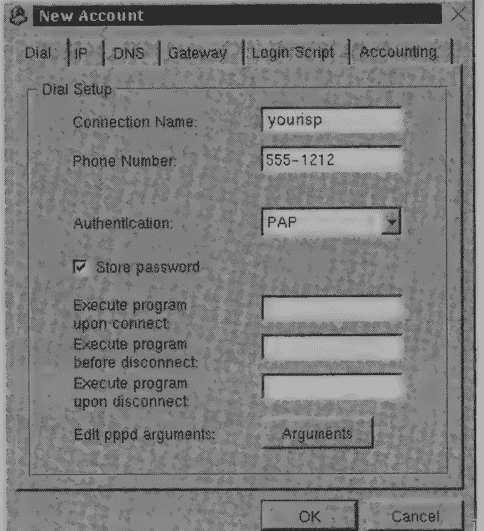 New Account
Dial IP DNS Gateway Login Script Accounting
Dial Setup
Connection Name: yourisp
Phone Number: 555-1212
Authentication: PAP
Store password
Execute program
upon connect:
Execute program
before disconnect:
Execute program
upon disconnect:
Edit pppd arguments: Arguments
OK Cancel